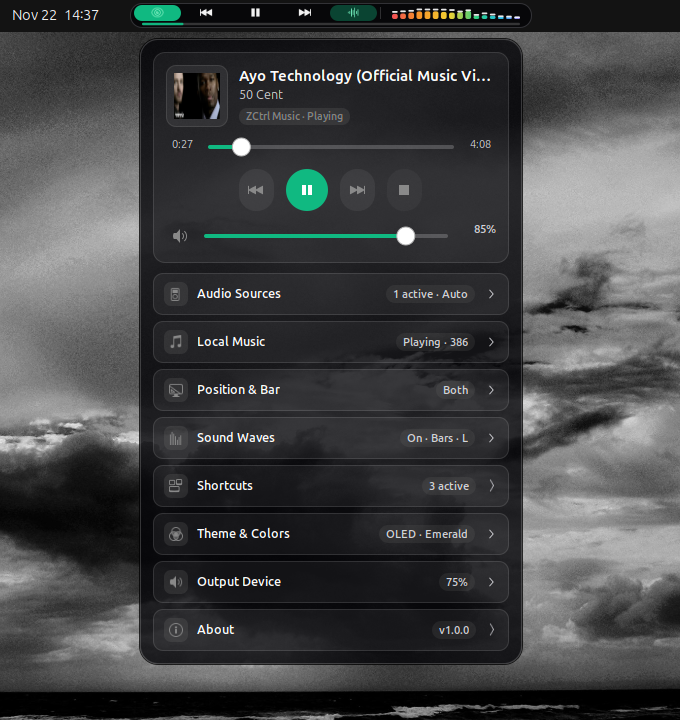 Nov 22 14:37
Ayo Technology (Official Music Vi...
50 Cent
ZCtrl Music · Playing
0:27 4:08
85%
Audio Sources 1 active · Auto
Local Music Playing · 386
Position & Bar Both
Sound Waves On · Bars · L
Shortcuts 3 active
Theme & Colors OLED · Emerald
Output Device 75%
About v1.0.0